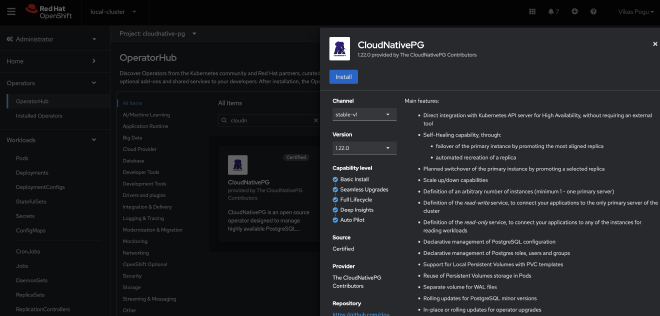 Red Hat
OpenShift
local-cluster
7
Vikas Pogu
Administrator
Home
Operators
OperatorHub
Installed Operators
Workloads
Pods
Deployments
DeploymentConfigs
StatefulSets
Secrets
ConfigMaps
CronJobs
Jobs
DaemonSets
ReplicaSets
ReplicationControllers
Project: cloudnative-pg
OperatorHub
Discover Operators from the Kubernetes community and Red Hat partners, curated
optional add-ons and shared services to your developers. After installation, the Operat
All Items
AI/Machine Learning
Application Runtime
Big Data
Cloud Provider
Database
Developer Tools
Development Tools
Drivers and plugins
Integration & Delivery
Logging & Tracing
Modernization & Migration
Monitoring
Networking
OpenShift Optional
Security
Storage
Streaming & Messaging
Other
All Items
cloudn
Certified
CloudNativePG
provided by The CloudNativePG
Contributors
CloudNativePG is an open source
operator designed to manage
highly available PostgreSQL...
CloudNativePG
1.22.0 provided by The CloudNativePG Contributors
Install
Channel
stable-v1
Version
1.22.0
Capability level
Basic Install
Seamless Upgrades
Full Lifecycle
Deep Insights
Auto Pilot
Source
Certified
Provider
The CloudNativePG
Contributors
Repository
Main features:
• Direct integration with Kubernetes API server for High Availability, without requiring an external
tool
• Self-Healing capability, through:
• failover of the primary instance by promoting the most aligned replica
• automated recreation of a replica
• Planned switchover of the primary instance by promoting a selected replica
• Scale up/down capabilities
• Definition of an arbitrary number of instances (minimum 1 - one primary server)
• Definition of the read-write service, to connect your applications to the only primary server of the
cluster
• Definition of the read-only service, to connect your applications to any of the instances for
reading workloads
• Declarative management of PostgreSQL configuration
• Declarative management of Postgres roles, users and groups
• Support for Local Persistent Volumes with PVC templates
• Reuse of Persistent Volumes storage in Pods
• Separate volume for WAL files
• Rolling updates for PostgreSQL minor versions
• In-place or rolling updates for operator upgrades